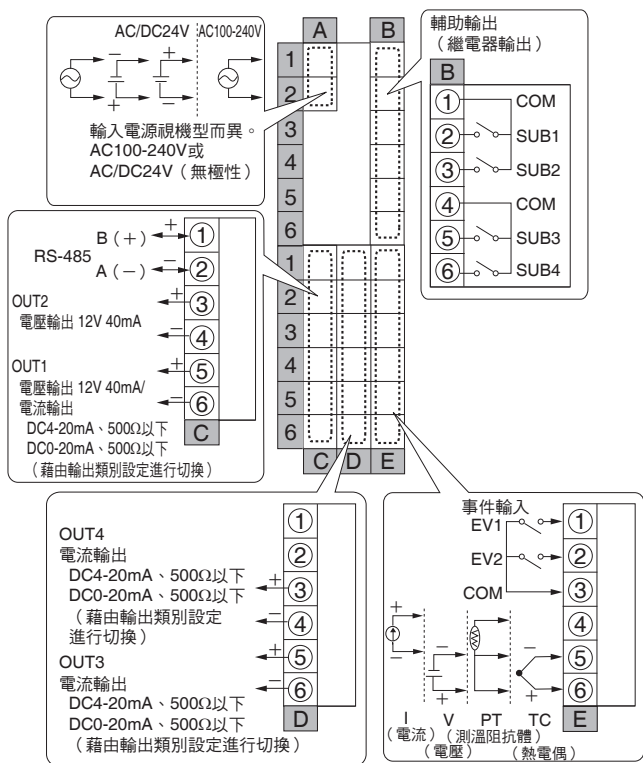 AC/DC24V AC100-240V
輸入電源視機型而異。
AC100-240V或
AC/DC24V（無極性）
A
B
1
2
3
4
5
6
1
2
3
4
5
6
C D E
輔助輸出
（繼電器輸出）
B
① COM
② SUB1
③ SUB2
④ COM
⑤ SUB3
⑥ SUB4
RS-485
B（+） + ①
A（−） − ②
OUT2
電壓輸出 12V 40mA
+ ③
− ④
OUT1
電壓輸出 12V 40mA/
電流輸出
+ ⑤
− ⑥
DC4-20mA、500Ω以下
DC0-20mA、500Ω以下
（藉由輸出類別設定進行切換）
C
①
②
OUT4
電流輸出
DC4-20mA、500Ω以下
DC0-20mA、500Ω以下
（藉由輸出類別設定
進行切換）
+ ③
− ④
OUT3
電流輸出
DC4-20mA、500Ω以下
DC0-20mA、500Ω以下
（藉由輸出類別設定進行切換）
+ ⑤
− ⑥
D
事件輸入
EV1 ①
EV2 ②
COM ③
④
⑤
⑥
+ − − + − +
I V PT TC
（電流） （測溫阻抗體）
（電壓） （熱電偶）
E